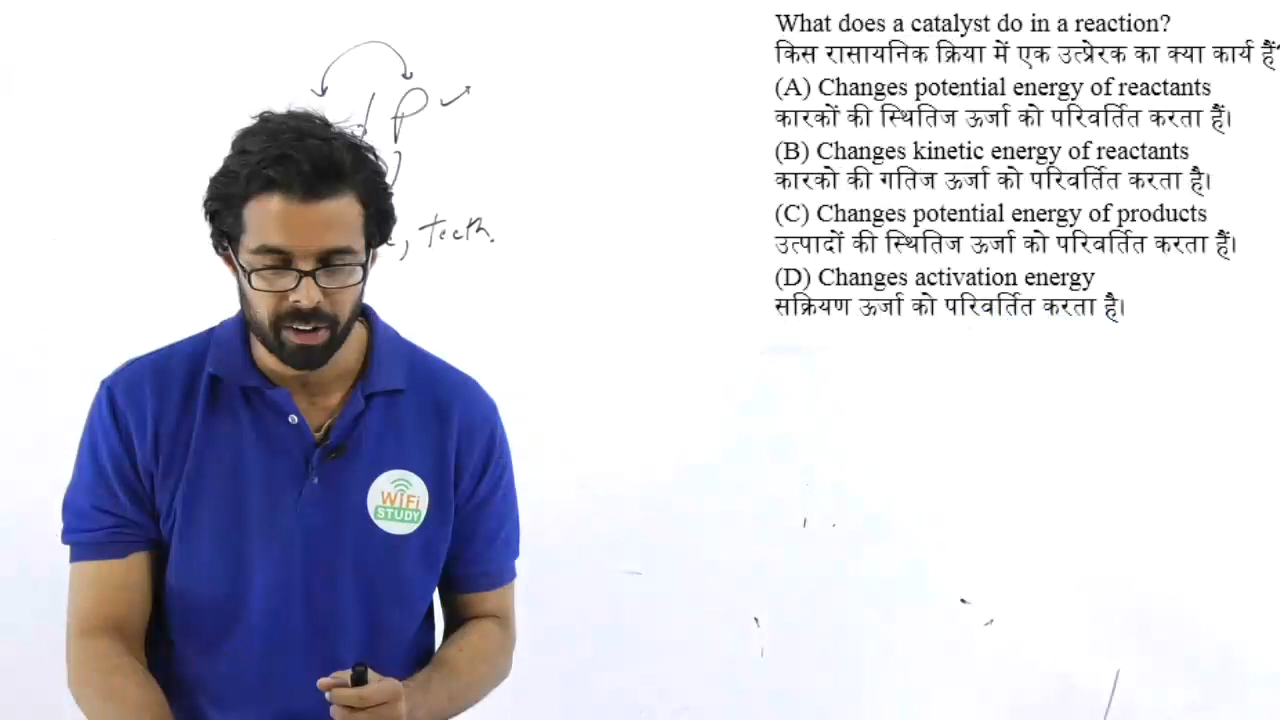 P
, teeth.
WiFi
STUDY
What does a catalyst do in a reaction?
किस रासायनिक क्रिया में एक उत्प्रेरक का क्या कार्य हैं?
(A) Changes potential energy of reactants
कारकों की स्थितिज ऊर्जा को परिवर्तित करता हैं।
(B) Changes kinetic energy of reactants
कारको की गतिज ऊर्जा को परिवर्तित करता है।
(C) Changes potential energy of products
उत्पादों की स्थितिज ऊर्जा को परिवर्तित करता हैं।
(D) Changes activation energy
सक्रियण ऊर्जा को परिवर्तित करता है।